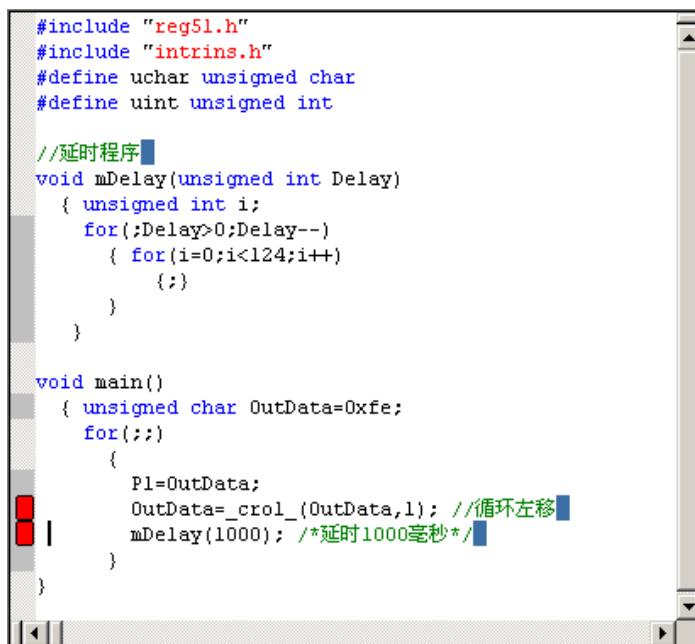 #include "reg51.h"
#include "intrins.h"
#define uchar unsigned char
#define uint unsigned int
//延时程序
void mDelay(unsigned int Delay)
{ unsigned int i;
for(;Delay>0;Delay--)
{ for(i=0;i<124;i++)
{;}
}
}
void main()
{ unsigned char OutData=0xfe;
for(;;)
{
P1=OutData;
OutData=_crol_(OutData,1); //循环左移
mDelay(1000); /*延时1000毫秒*/
}
}